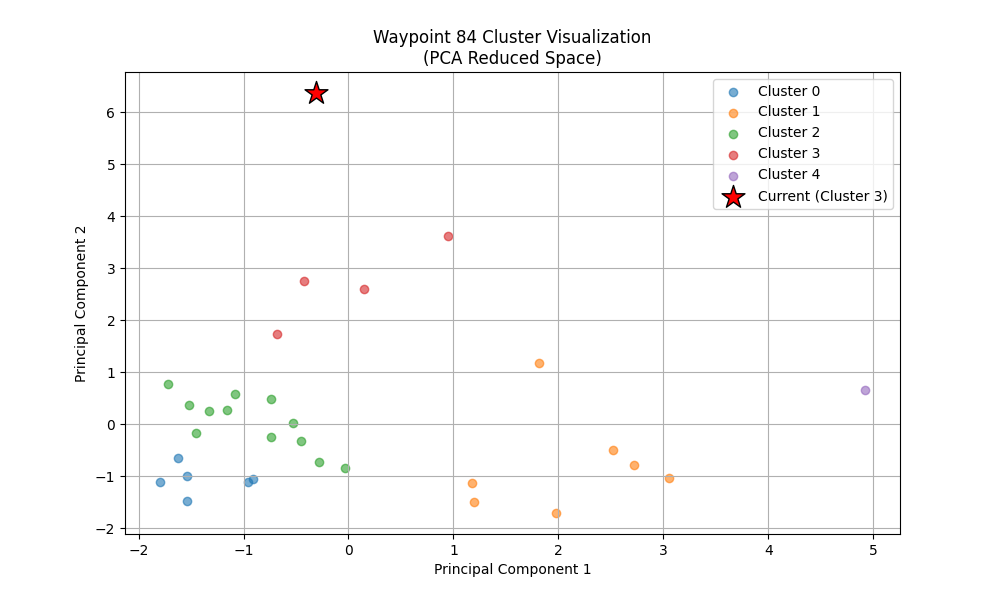 Waypoint 84 Cluster Visualization
(PCA Reduced Space)
Cluster 0
Cluster 1
Cluster 2
Cluster 3
Cluster 4
Current (Cluster 3)
Principal Component 2
6
5
4
3
2
1
0
−1
−2
−2 −1 0 1 2 3 4 5
Principal Component 1